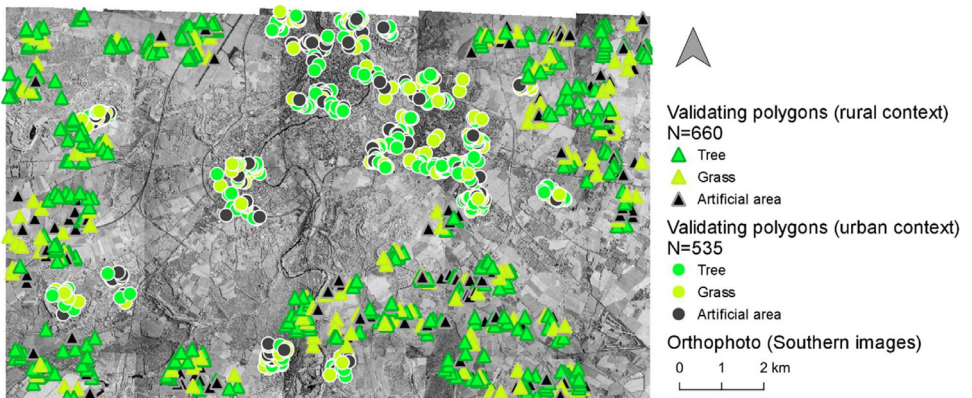 Validating polygons (rural context)
N=660
Tree
Grass
Artificial area
Validating polygons (urban context)
N=535
Tree
Grass
Artificial area
Orthophoto (Southern images)
0 1 2 km